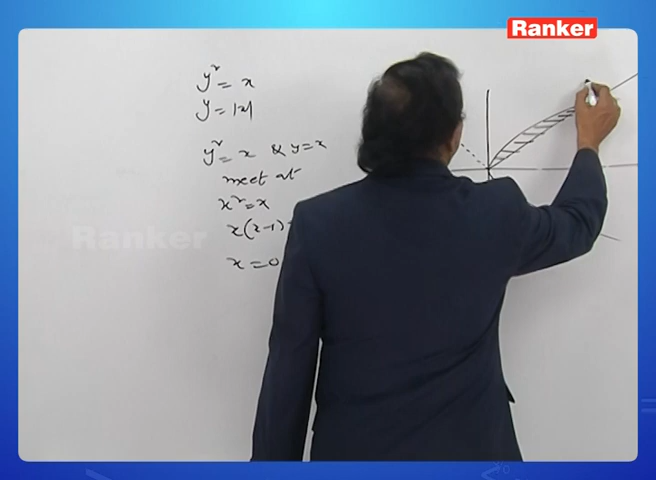 Ranker
y² = x
y = |x|
y² = x & y = x
meet at
x² = x
x(x-1)
x = 0
Ranker